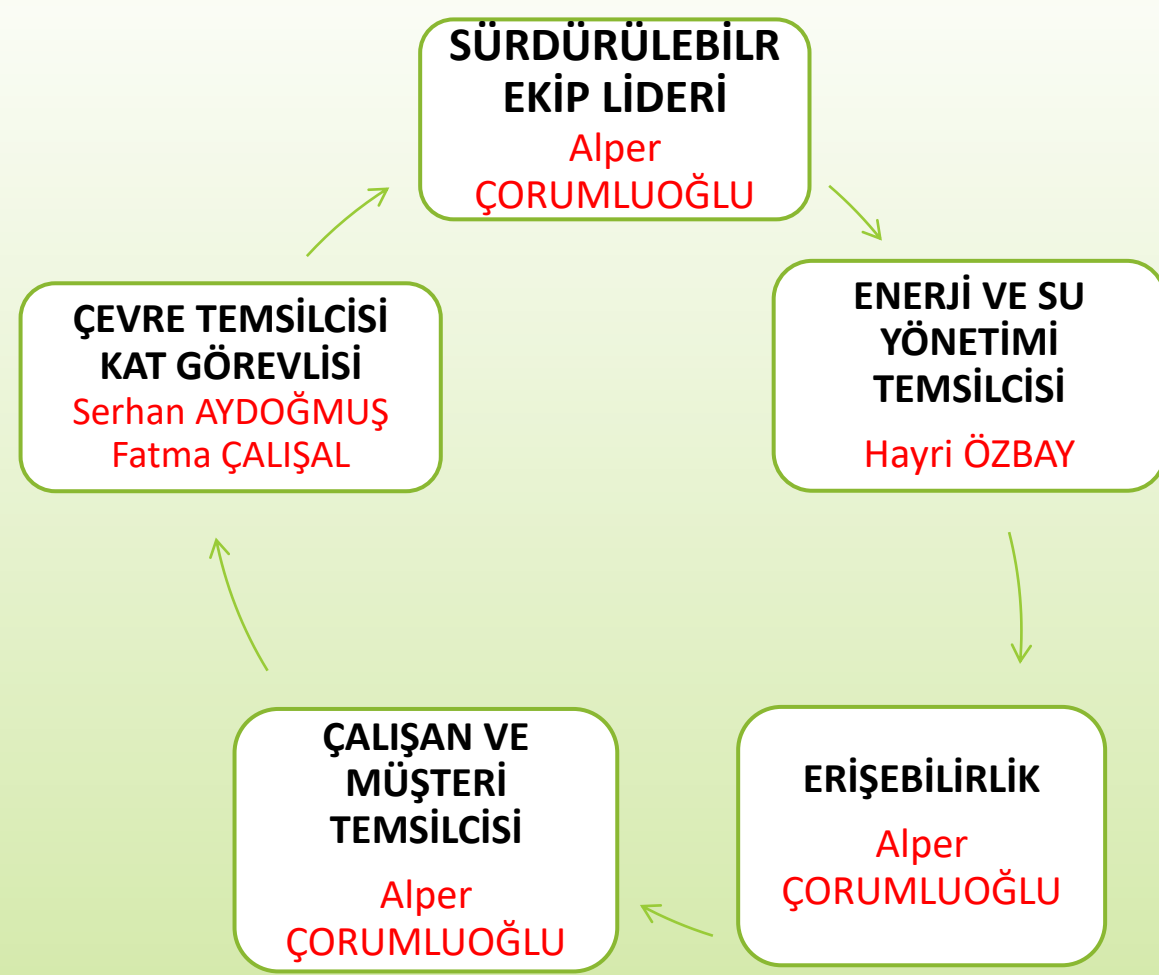 SÜRDÜRÜLEBİLR
EKİP LİDERİ
Alper
ÇORUMLUOĞLU
ENERJİ VE SU
YÖNETİMİ
TEMSİLCİSİ
Hayri ÖZBAY
ERİŞEBİLİRLİK
Alper
ÇORUMLUOĞLU
ÇALIŞAN VE
MÜŞTERİ
TEMSİLCİSİ
Alper
ÇORUMLUOĞLU
ÇEVRE TEMSİLCİSİ
KAT GÖREVLİSİ
Serhan AYDOĞMUŞ
Fatma ÇALIŞAL